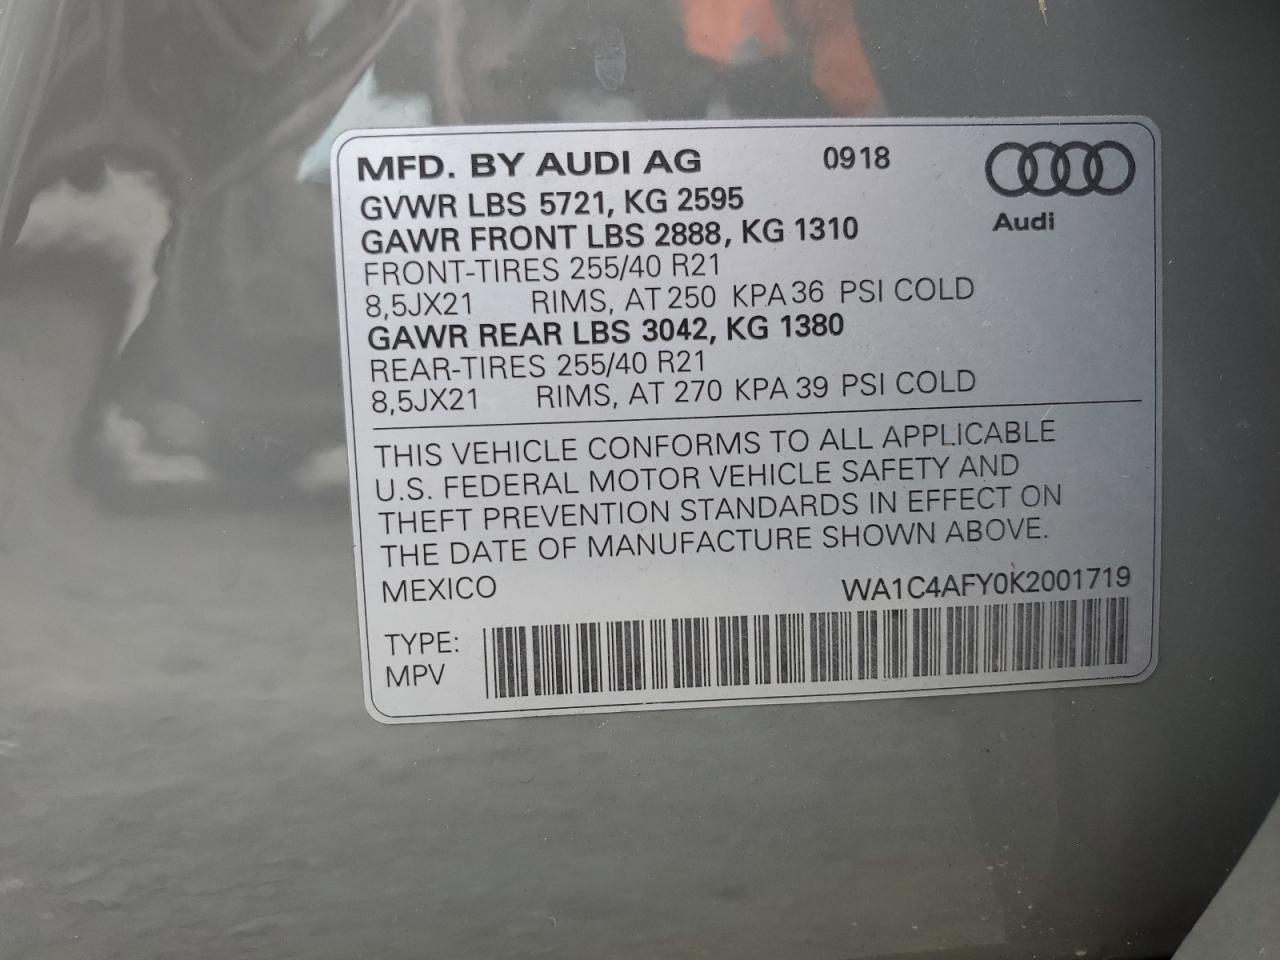 MFD. BY AUDI AG 0918
Audi
GVWR LBS 5721, KG 2595
GAWR FRONT LBS 2888, KG 1310
FRONT-TIRES 255/40 R21
8,5JX21 RIMS, AT 250 KPA 36 PSI COLD
GAWR REAR LBS 3042, KG 1380
REAR-TIRES 255/40 R21
8,5JX21 RIMS, AT 270 KPA 39 PSI COLD
THIS VEHICLE CONFORMS TO ALL APPLICABLE
U.S. FEDERAL MOTOR VEHICLE SAFETY AND
THEFT PREVENTION STANDARDS IN EFFECT ON
THE DATE OF MANUFACTURE SHOWN ABOVE.
MEXICO WA1C4AFY0K2001719
TYPE:
MPV